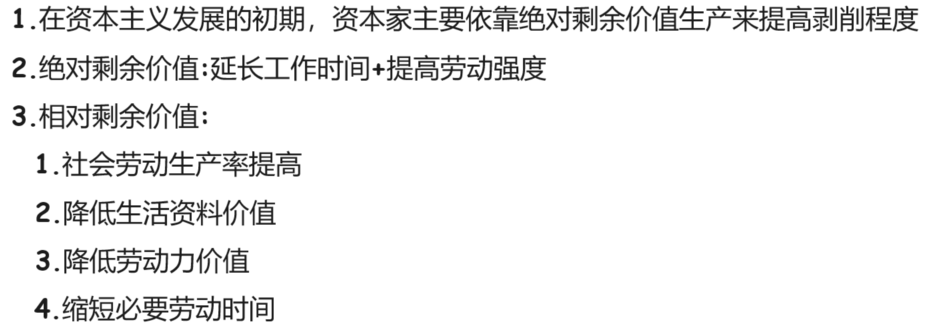 1.在资本主义发展的初期，资本家主要依靠绝对剩余价值生产来提高剥削程度
2.绝对剩余价值:延长工作时间+提高劳动强度
3.相对剩余价值:
1.社会劳动生产率提高
2.降低生活资料价值
3.降低劳动力价值
4.缩短必要劳动时间